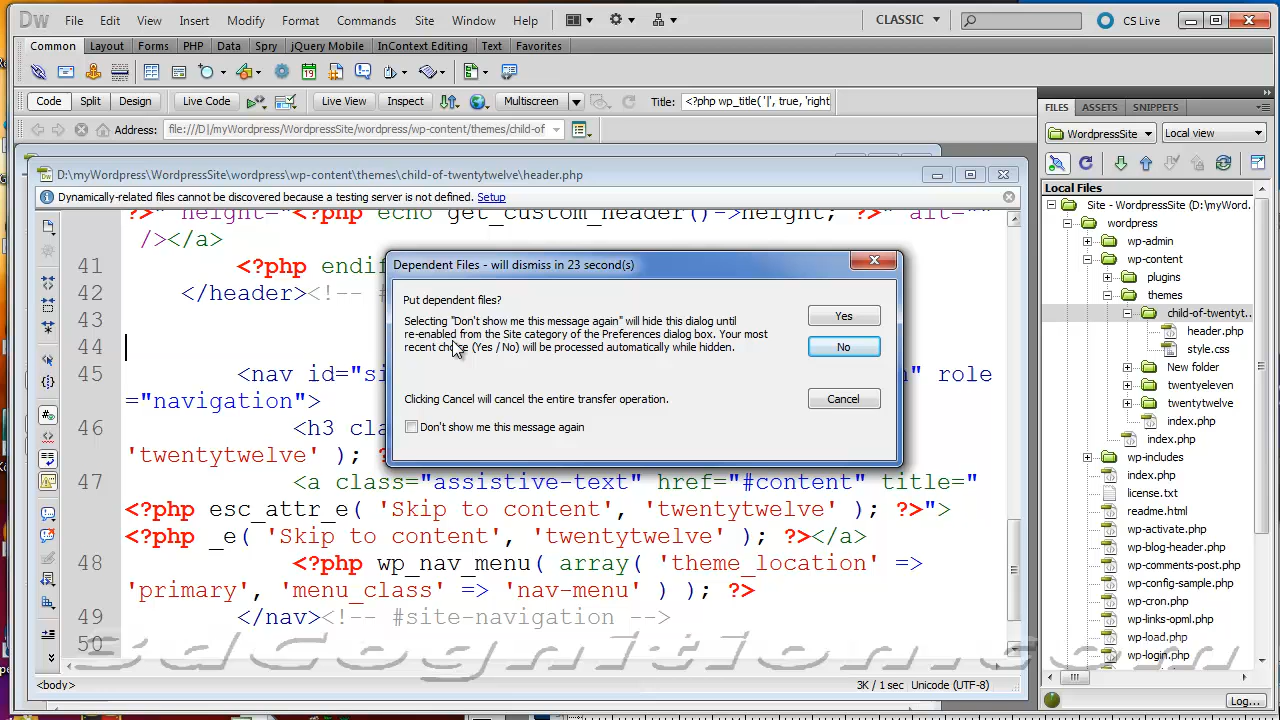 Dw File Edit View Insert Modify Format Commands Site Window Help CLASSIC CS Live
Common Layout Forms PHP Data Spry jQuery Mobile InContext Editing Text Favorites
Code Split Design Live Code Live View Inspect Multiscreen Title: <?php wp_title( '|', true, 'right
Address: file:///D|/myWordpress/WordpressSite/wordpress/wp-content/themes/child-of
D:\myWordpress\WordpressSite\wordpress\wp-content\themes\child-of-twentytwelve\header.php
Dynamically-related files cannot be discovered because a testing server is not defined. Setup
?>" height="<?php echo get_custom_header()->height; ?>" alt=""
/></a>
41 <?php endif
42 </header><!-- #
43
44
45 <nav id="si n" role
="navigation">
46 <h3 cla
'twentytwelve' ); ?
47 <a class="assistive-text" href="#content" title="
<?php esc_attr_e( 'Skip to content', 'twentytwelve' ); ?>">
<?php _e( 'Skip to content', 'twentytwelve' ); ?></a>
48 <?php wp_nav_menu( array( 'theme_location' =>
'primary', 'menu_class' => 'nav-menu' ) ); ?>
49 </nav><!-- #site-navigation -->
50
3dCognition.com
<body> 3K / 1 sec Unicode (UTF-8)
Dependent Files - will dismiss in 23 second(s)
Put dependent files?
Selecting "Don't show me this message again" will hide this dialog until
re-enabled from the Site category of the Preferences dialog box. Your most
recent choice (Yes / No) will be processed automatically while hidden.
Clicking Cancel will cancel the entire transfer operation.
Don't show me this message again
Yes
No
Cancel
FILES ASSETS SNIPPETS
WordpressSite Local view
Local Files
Site - WordpressSite (D:\myWord.
wordpress
wp-admin
wp-content
plugins
themes
child-of-twentyt..
header.php
style.css
New folder
twentyeleven
twentytwelve
index.php
index.php
wp-includes
index.php
license.txt
readme.html
wp-activate.php
wp-blog-header.php
wp-comments-post.php
wp-config-sample.php
wp-cron.php
wp-links-opml.php
wp-load.php
wp-login.php
Log...